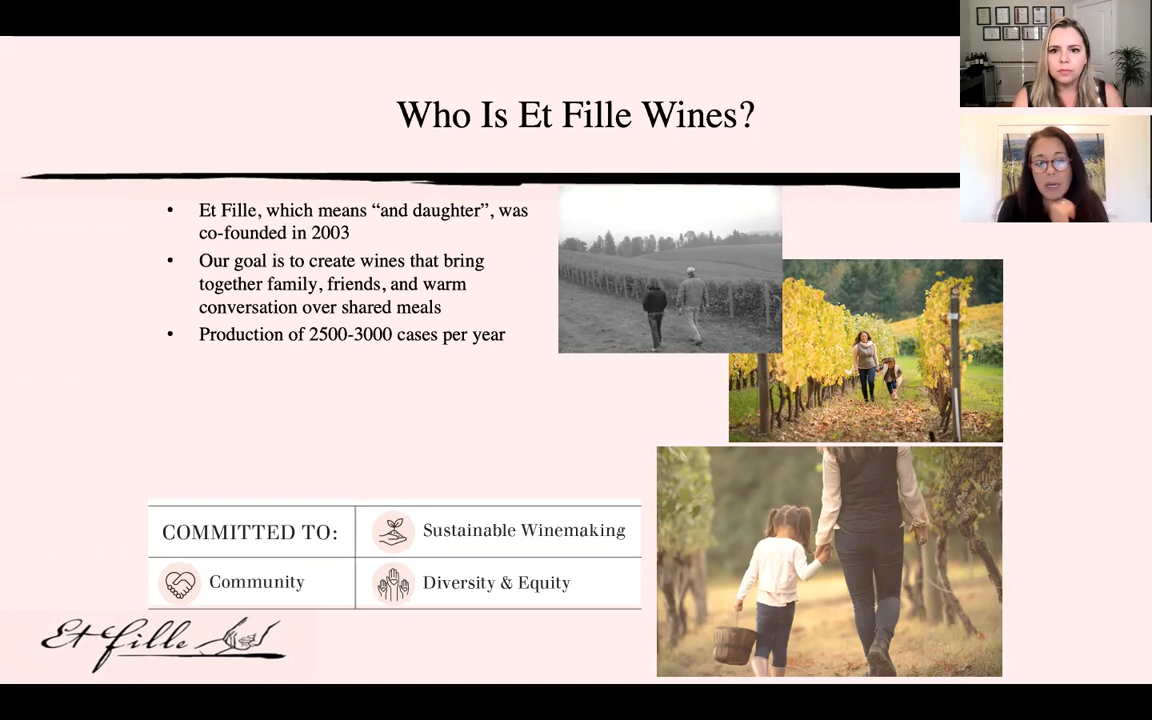 Who Is Et Fille Wines?
• Et Fille, which means “and daughter”, was
co-founded in 2003
• Our goal is to create wines that bring
together family, friends, and warm
conversation over shared meals
• Production of 2500-3000 cases per year
COMMITTED TO:
Sustainable Winemaking
Community
Diversity & Equity
Et Fille